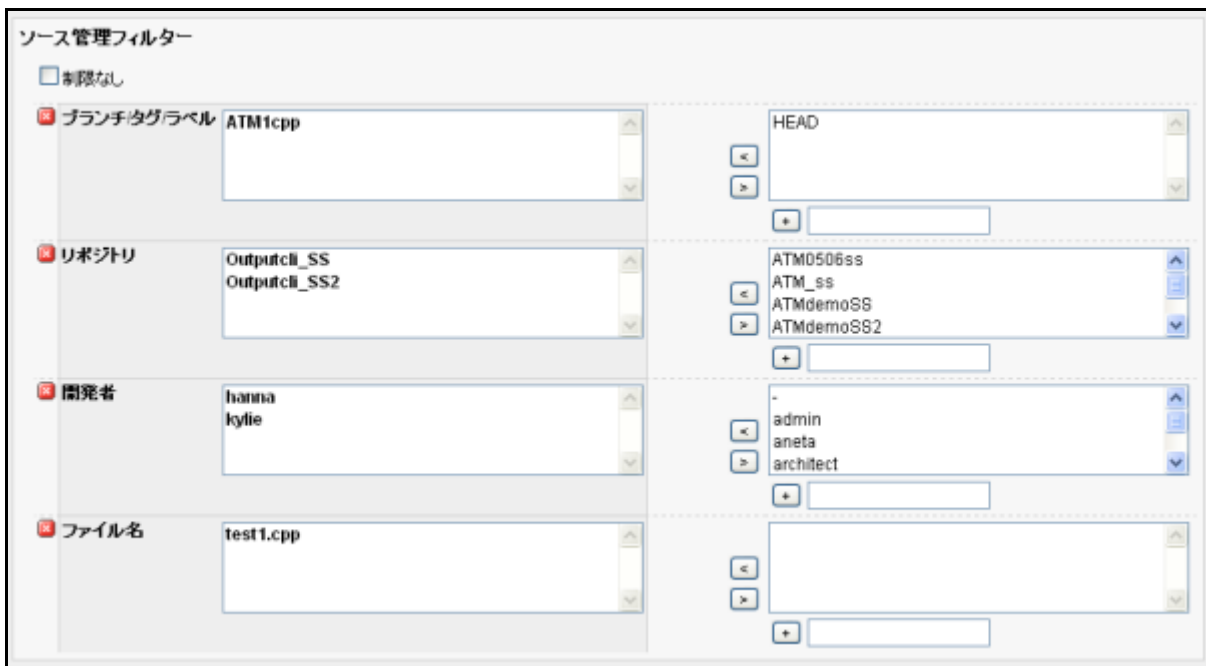 ソース管理フィルター
制限なし
ブランチ/タグ/ラベル
ATM1cpp
<
>
HEAD
+
リポジトリ
Outputcli_SS
Outputcli_SS2
<
>
ATM0506ss
ATM_ss
ATMdemoSS
ATMdemoSS2
+
開発者
hanna
kylie
<
>
-
admin
aneta
architect
+
ファイル名
test1.cpp
<
>
+